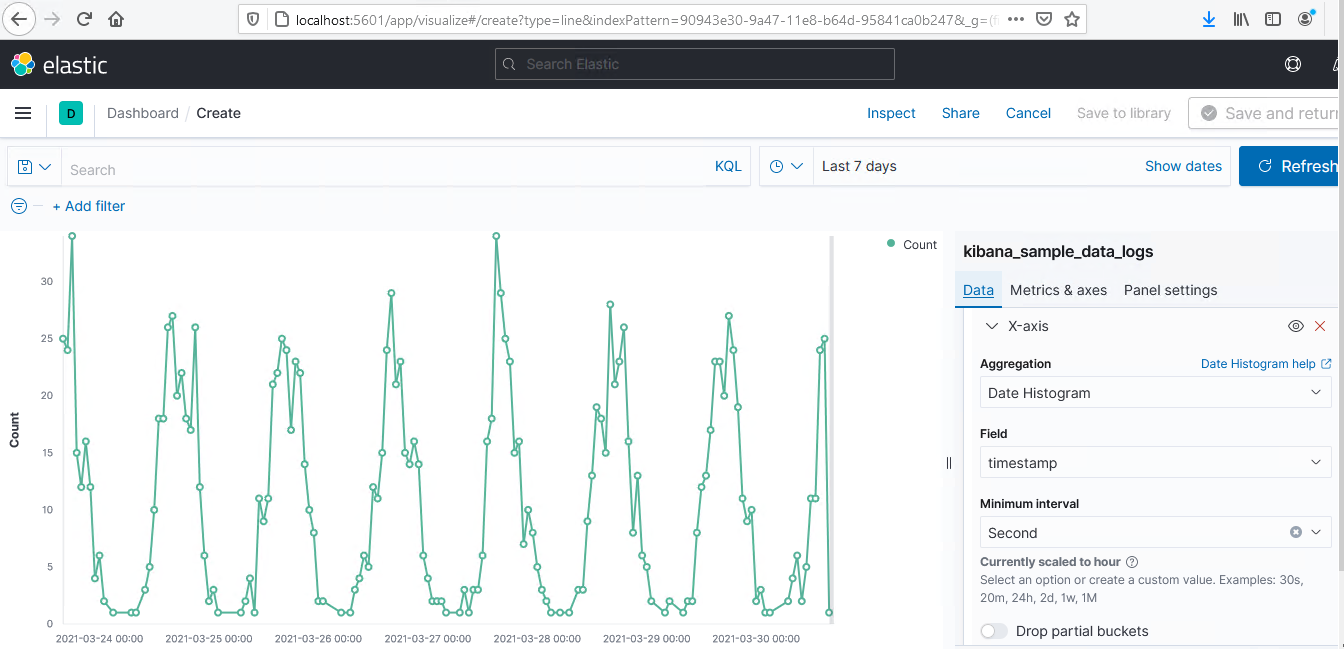 localhost:5601/app/visualize#/create?type=line&indexPattern=90943e30-9a47-11e8-b64d-95841ca0b247&_g=(f
elastic
Search Elastic
D Dashboard / Create
Inspect Share Cancel Save to library Save and return
Search KQL
Last 7 days Show dates Refresh
+ Add filter
Count
kibana_sample_data_logs
Data Metrics & axes Panel settings
X-axis
Aggregation Date Histogram help
Date Histogram
Field
timestamp
Minimum interval
Second
Currently scaled to hour
Select an option or create a custom value. Examples: 30s,
20m, 24h, 2d, 1w, 1M
Drop partial buckets
Count
30
25
20
15
10
5
0
2021-03-24 00:00 2021-03-25 00:00 2021-03-26 00:00 2021-03-27 00:00 2021-03-28 00:00 2021-03-29 00:00 2021-03-30 00:00